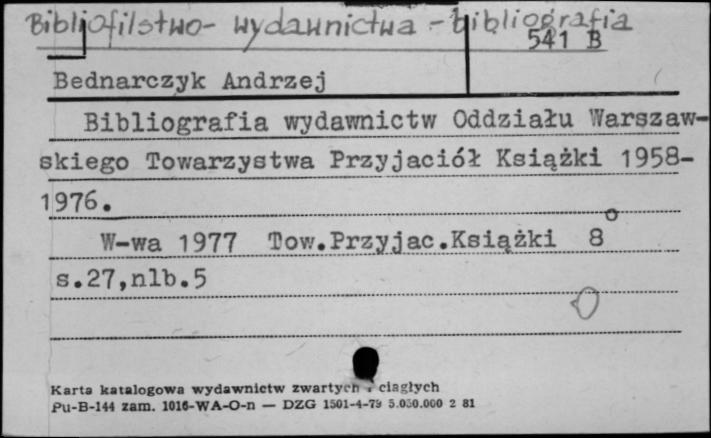 Bibliofilstwo- wydawnictwa - bibliografia
541 B
Bednarczyk Andrzej
Bibliografia wydawnictw Oddziału Warszaw-
skiego Towarzystwa Przyjaciół Książki 1958-
1976.
W-wa 1977 Tow.Przyjac.Książki 8°
s.27,nlb.5
Karta katalogowa wydawnictw zwartych i ciągłych
Pu-B-144 zam. 1016-WA-O-n — DZG 1501-4-79 5.050.000 2 81